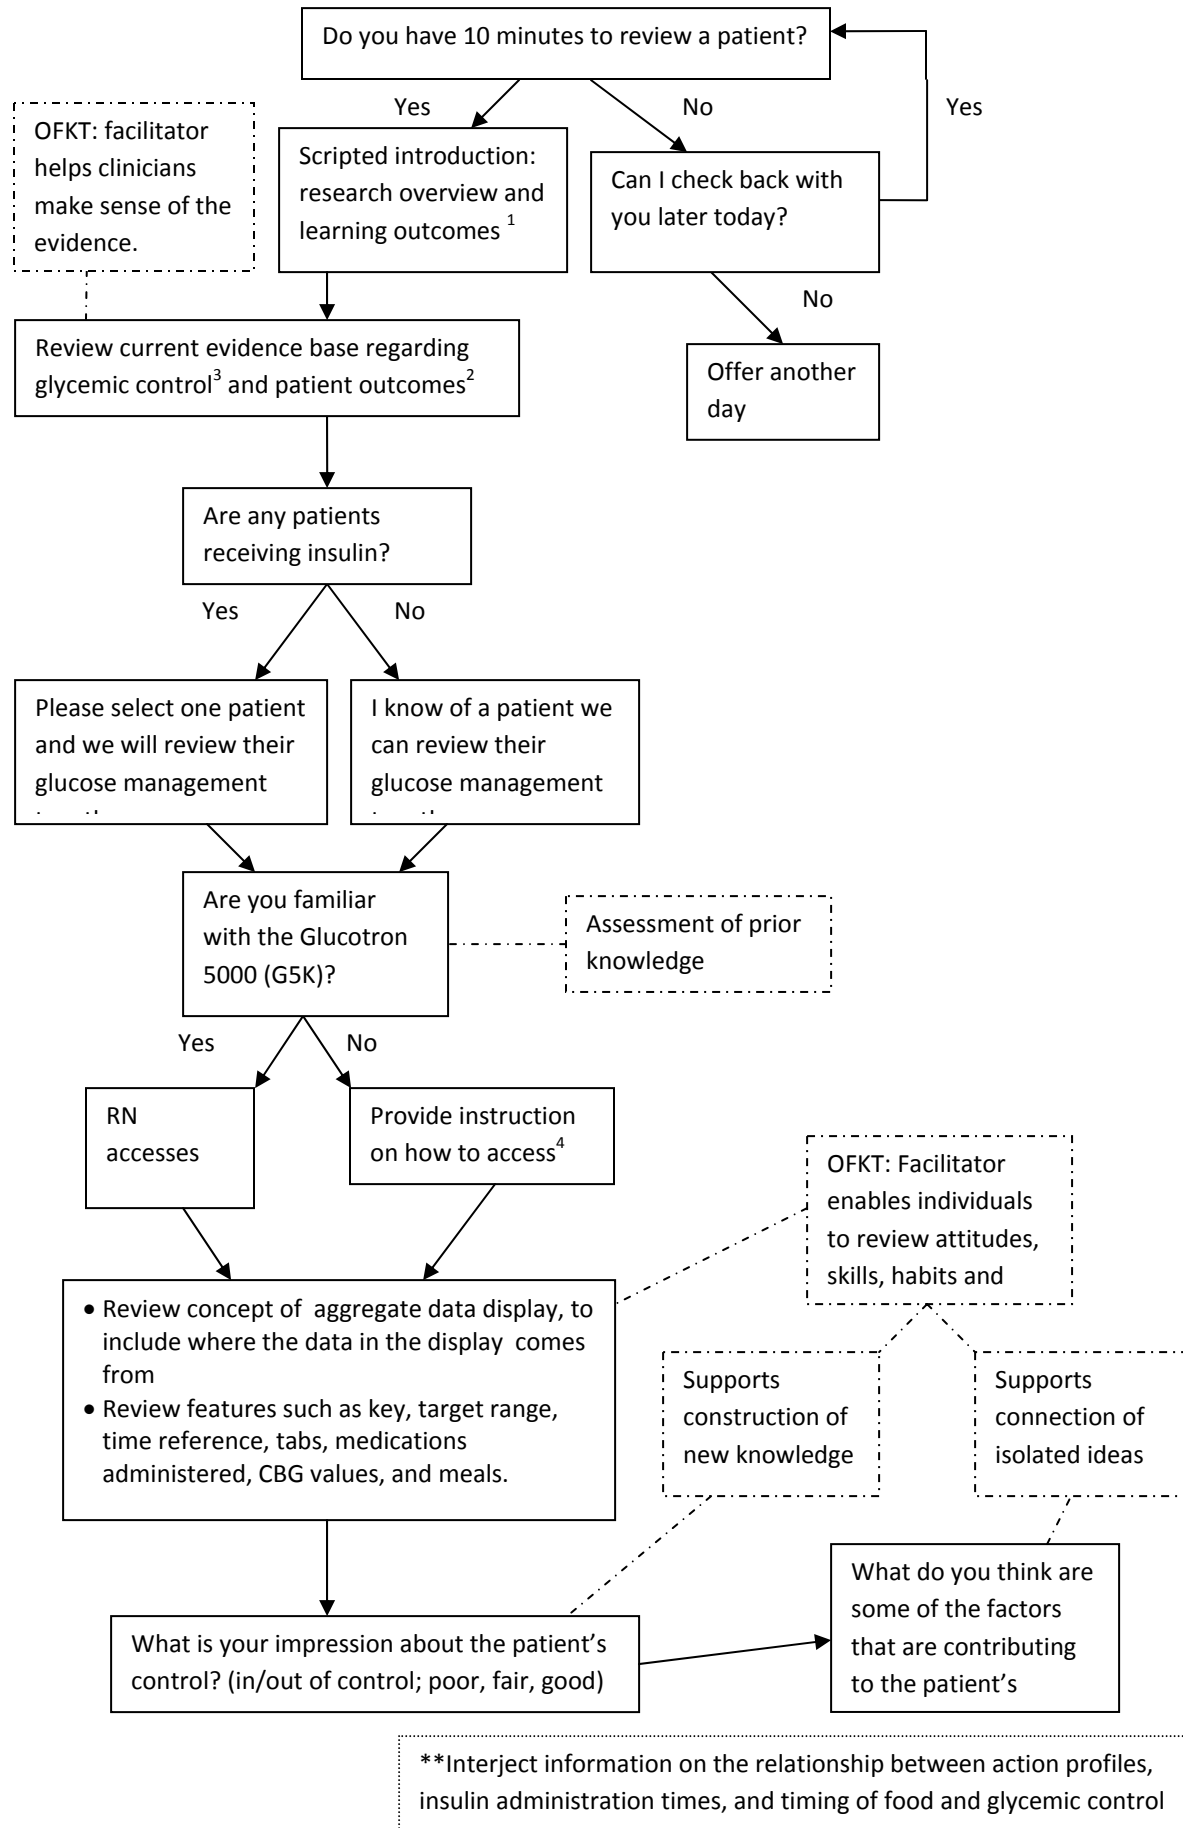 Do you have 10 minutes to review a patient?
Yes
No
Yes
OFKT: facilitator
helps clinicians
make sense of the
evidence.
Scripted introduction:
research overview and
learning outcomes 1
Can I check back with
you later today?
No
Review current evidence base regarding
glycemic control3 and patient outcomes2
Offer another
day
Are any patients
receiving insulin?
Yes
No
Please select one patient
and we will review their
glucose management
I know of a patient we
can review their
glucose management
Are you familiar
with the Glucotron
5000 (G5K)?
Assessment of prior
knowledge
Yes
No
RN
accesses
Provide instruction
on how to access4
OFKT: Facilitator
enables individuals
to review attitudes,
skills, habits and
• Review concept of aggregate data display, to
include where the data in the display comes
from
• Review features such as key, target range,
time reference, tabs, medications
administered, CBG values, and meals.
Supports
construction of
new knowledge
Supports
connection of
isolated ideas
What is your impression about the patient's
control? (in/out of control; poor, fair, good)
What do you think are
some of the factors
that are contributing
to the patient's
**Interject information on the relationship between action profiles,
insulin administration times, and timing of food and glycemic control